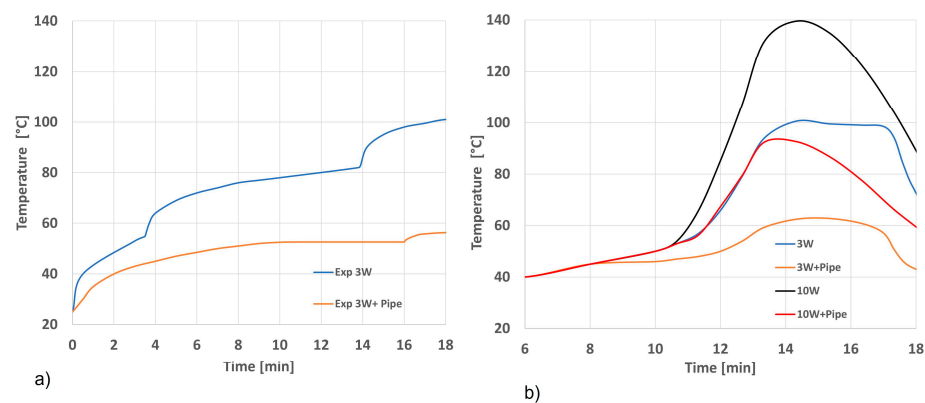 140
120
100
80
60
40
20
0
2
4
6
8
10
12
14
16
18
Temperature [°C]
Time [min]
Exp 3W
Exp 3W+ Pipe
a)
140
120
100
80
60
40
20
6
8
10
12
14
16
18
Temperature [°C]
Time [min]
3W
3W+Pipe
10W
10W+Pipe
b)